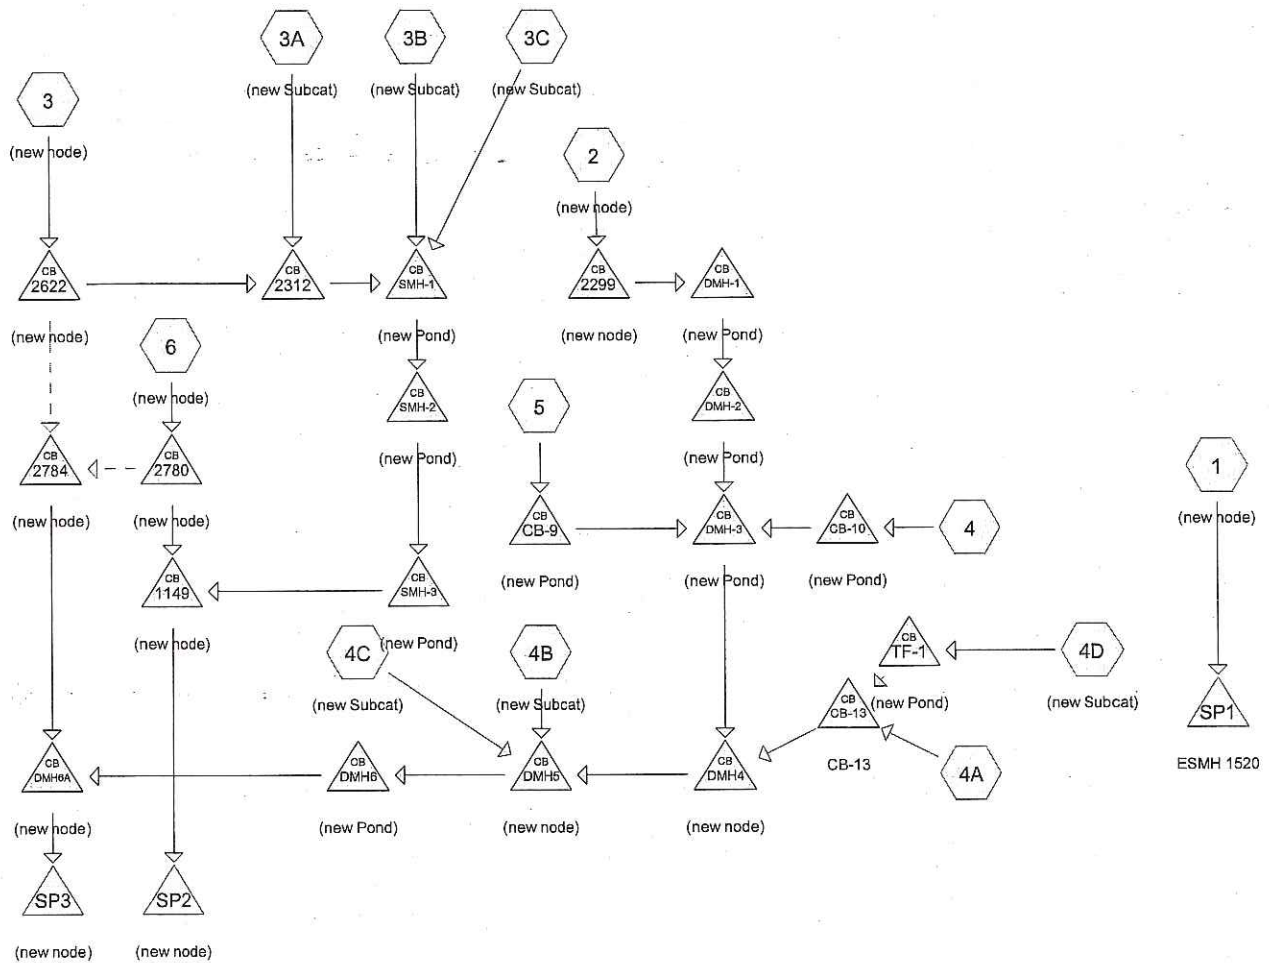 3A
3B
3C
3
(new Subcat)
(new Subcat)
(new Subcat)
(new node)
2
(new node)
CB
2622
CB
2312
CB
SMH-1
CB
2299
CB
DMH-1
(new node)
6
(new Pond)
(new node)
(new Pond)
(new node)
CB
SMH-2
5
CB
DMH-2
CB
2784
CB
2780
(new Pond)
(new Pond)
1
(new node)
(new node)
(new node)
CB
CB-9
CB
DMH-3
CB
CB-10
4
CB
1149
CB
SMH-3
(new Pond)
(new Pond)
(new Pond)
(new node)
4C
(new Pond)
4B
CB
TF-1
4D
(new Subcat)
(new Subcat)
(new Pond)
(new Subcat)
CB
CB-13
SP1
CB
DMH6A
CB
DMH6
CB
DMH5
CB
DMH4
CB-13
4A
ESMH 1520
(new node)
(new Pond)
(new node)
(new node)
SP3
SP2
(new node)
(new node)